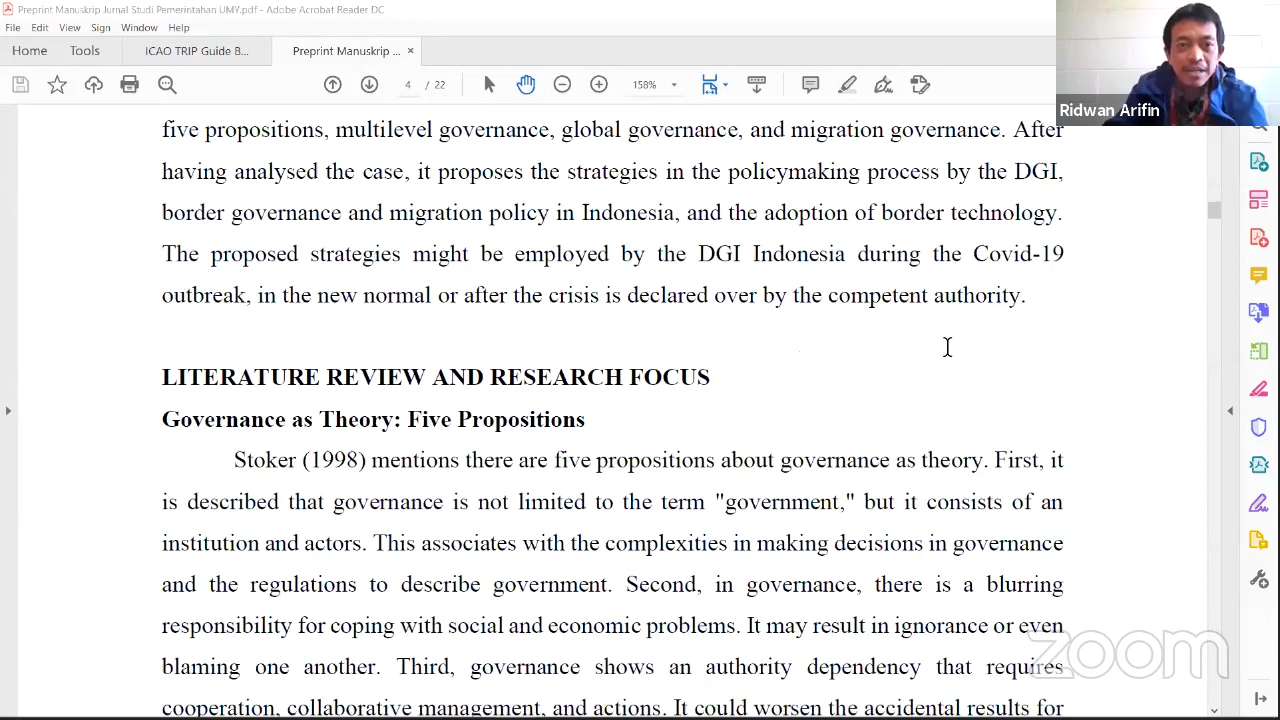 Preprint Manuskrip Jurnal Studi Pemerintahan UMY.pdf - Adobe Acrobat Reader DC
File Edit View Sign Window Help
Home Tools ICAO TRIP Guide B... Preprint Manuskrip ... ×
4 / 22 158%
Ridwan Arifin
five propositions, multilevel governance, global governance, and migration governance. After
having analysed the case, it proposes the strategies in the policymaking process by the DGI,
border governance and migration policy in Indonesia, and the adoption of border technology.
The proposed strategies might be employed by the DGI Indonesia during the Covid-19
outbreak, in the new normal or after the crisis is declared over by the competent authority.
LITERATURE REVIEW AND RESEARCH FOCUS
Governance as Theory: Five Propositions
Stoker (1998) mentions there are five propositions about governance as theory. First, it
is described that governance is not limited to the term "government," but it consists of an
institution and actors. This associates with the complexities in making decisions in governance
and the regulations to describe government. Second, in governance, there is a blurring
responsibility for coping with social and economic problems. It may result in ignorance or even
blaming one another. Third, governance shows an authority dependency that requires
cooperation, collaborative management, and actions. It could worsen the accidental results for
zoom